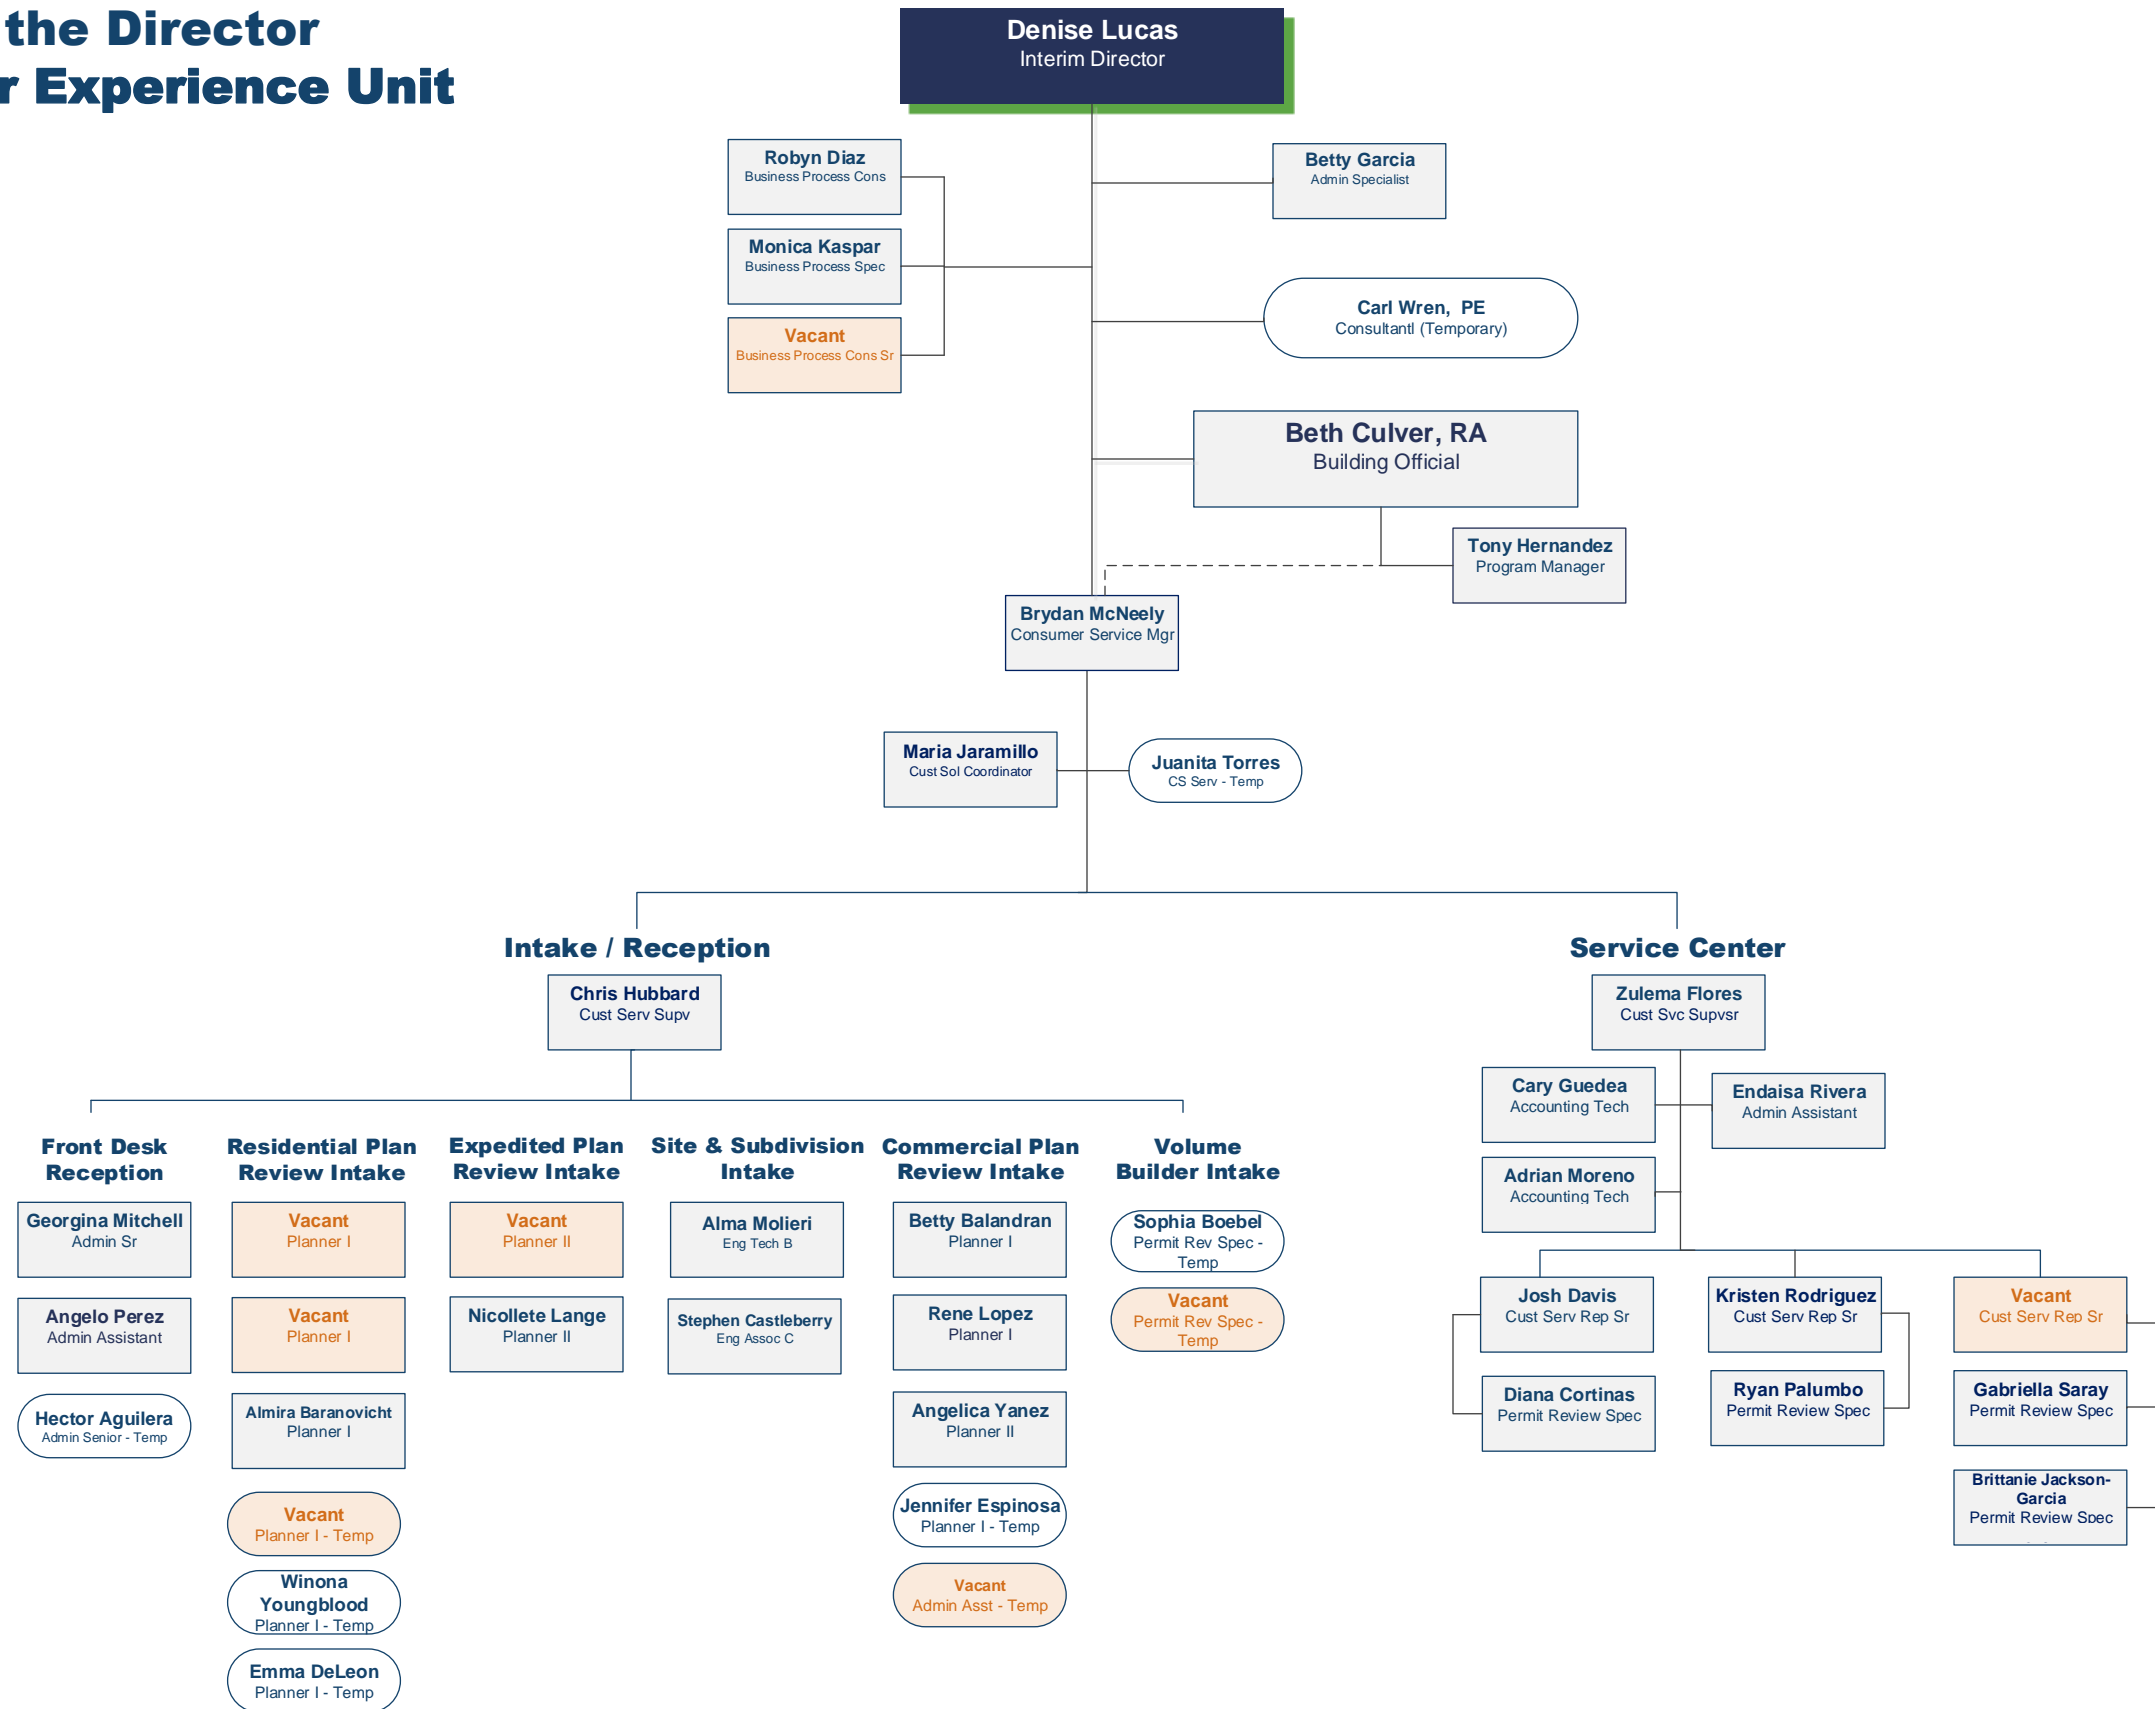 the Director
r Experience Unit
Denise Lucas
Interim Director
Robyn Diaz
Business Process Cons
Betty Garcia
Admin Specialist
Monica Kaspar
Business Process Spec
Carl Wren,  PE
Consultantl (Temporary)
Vacant
Business Process Cons Sr
Beth Culver, RA
Building Official
Tony Hernandez
Program Manager
Brydan McNeely
Consumer Service Mgr
Maria Jaramillo
Cust Sol Coordinator
Juanita Torres
CS Serv - Temp
Intake / Reception
Chris Hubbard
Cust Serv Supv
Front Desk
Reception
Georgina Mitchell
Admin Sr
Angelo Perez
Admin Assistant
Hector Aguilera
Admin Senior - Temp
Residential Plan
Review Intake
Vacant
Planner I
Vacant
Planner I
Almira Baranovicht
Planner I
Vacant
Planner I - Temp
Winona
Youngblood
Planner I - Temp
Emma DeLeon
Planner I - Temp
Expedited Plan
Review Intake
Vacant
Planner II
Nicollete Lange
Planner II
Site & Subdivision
Intake
Alma Molieri
Eng Tech B
Stephen Castleberry
Eng Assoc C
Commercial Plan
Review Intake
Betty Balandran
Planner I
Rene Lopez
Planner I
Angelica Yanez
Planner II
Jennifer Espinosa
Planner I - Temp
Vacant
Admin Asst - Temp
Volume
Builder Intake
Sophia Boebel
Permit Rev Spec -
Temp
Vacant
Permit Rev Spec -
Temp
Service Center
Zulema Flores
Cust Svc Supvsr
Cary Guedea
Accounting Tech
Endaisa Rivera
Admin Assistant
Adrian Moreno
Accounting Tech
Josh Davis
Cust Serv Rep Sr
Diana Cortinas
Permit Review Spec
Kristen Rodriguez
Cust Serv Rep Sr
Ryan Palumbo
Permit Review Spec
Vacant
Cust Serv Rep Sr
Gabriella Saray
Permit Review Spec
Brittanie Jackson-
Garcia
Permit Review Spec